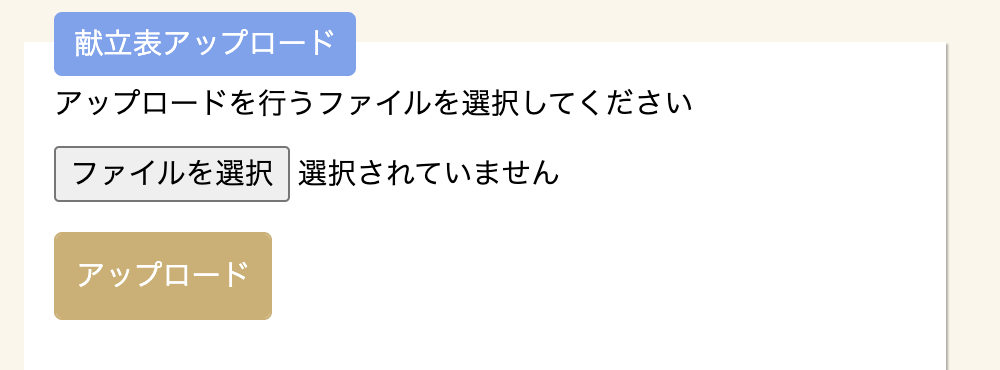 献立表アップロード
アップロードを行うファイルを選択してください
ファイルを選択 選択されていません
アップロード